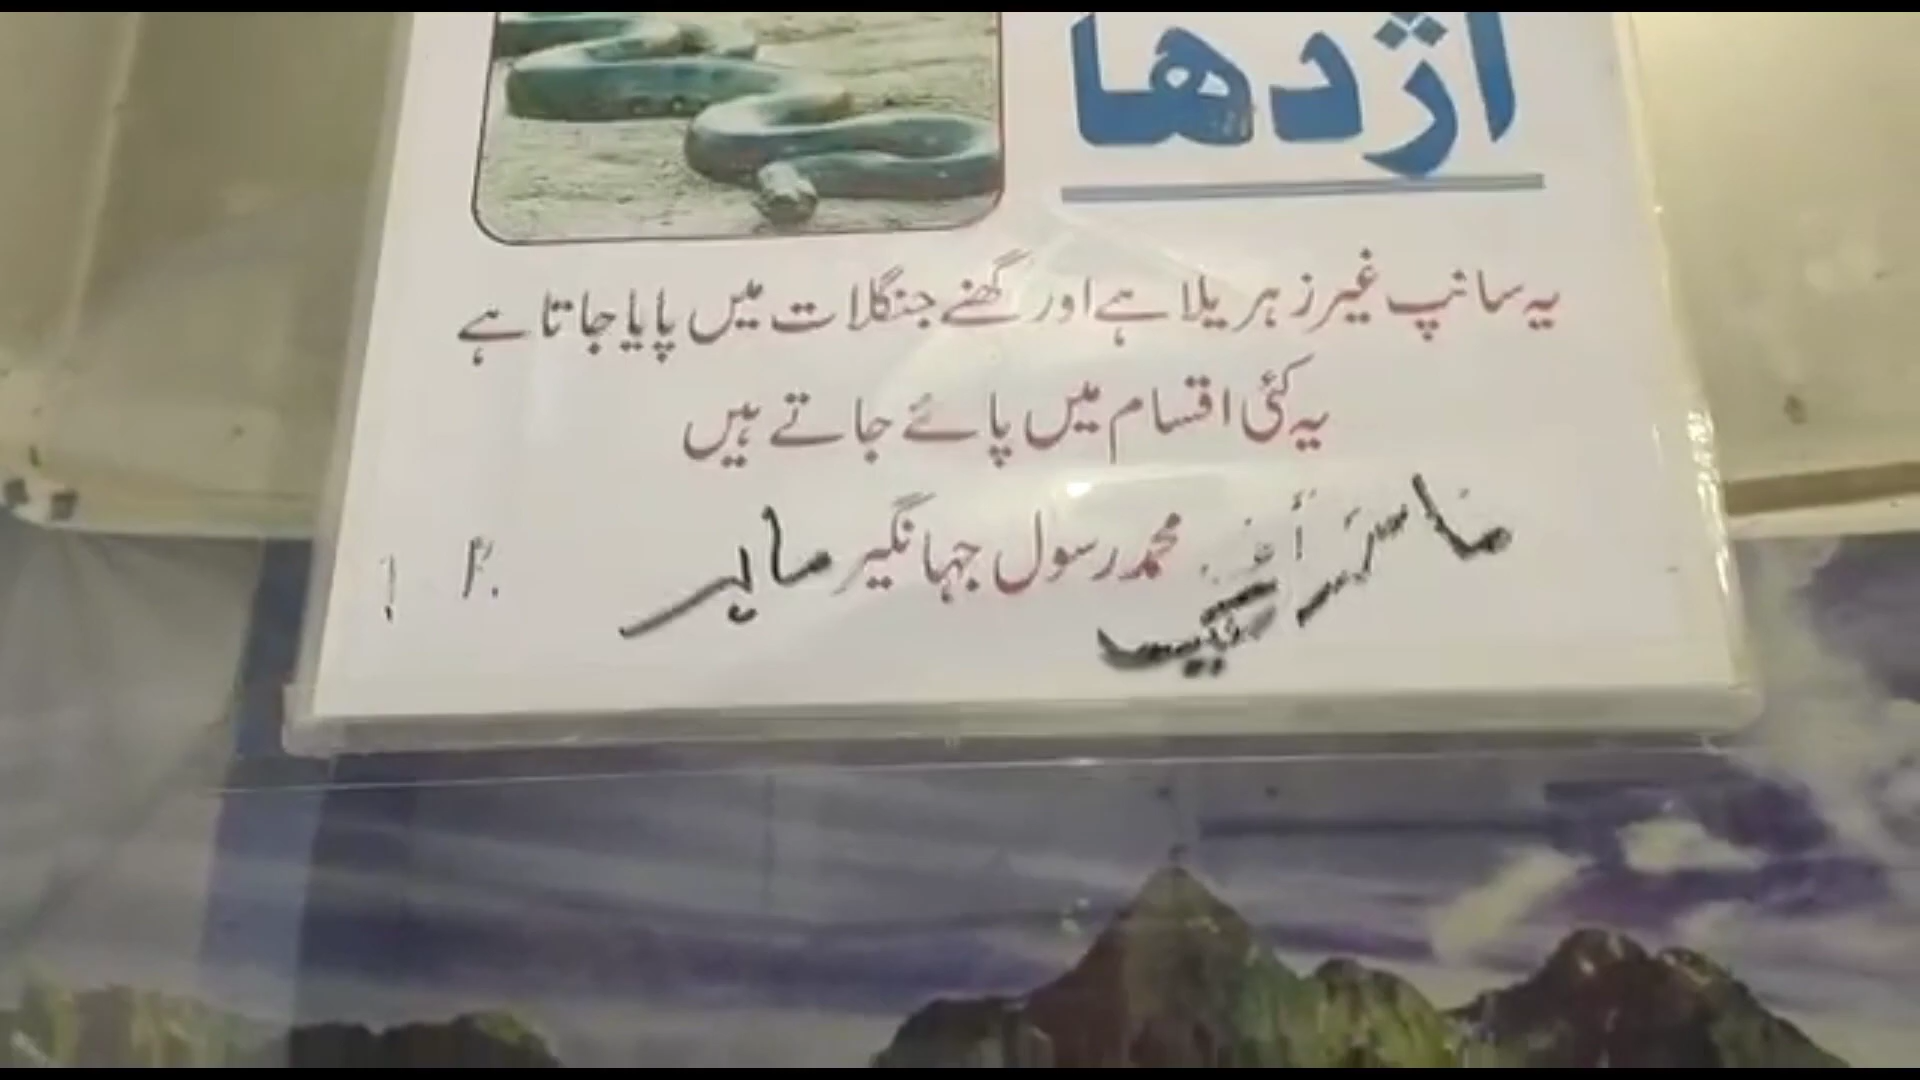 اژدھا
یہ سانپ غیر زہریلا ہے اور گھنے جنگلات میں پایا جاتا ہے
یہ کئی اقسام میں پائے جاتے ہیں
محمد رسول جہانگیر ماہر